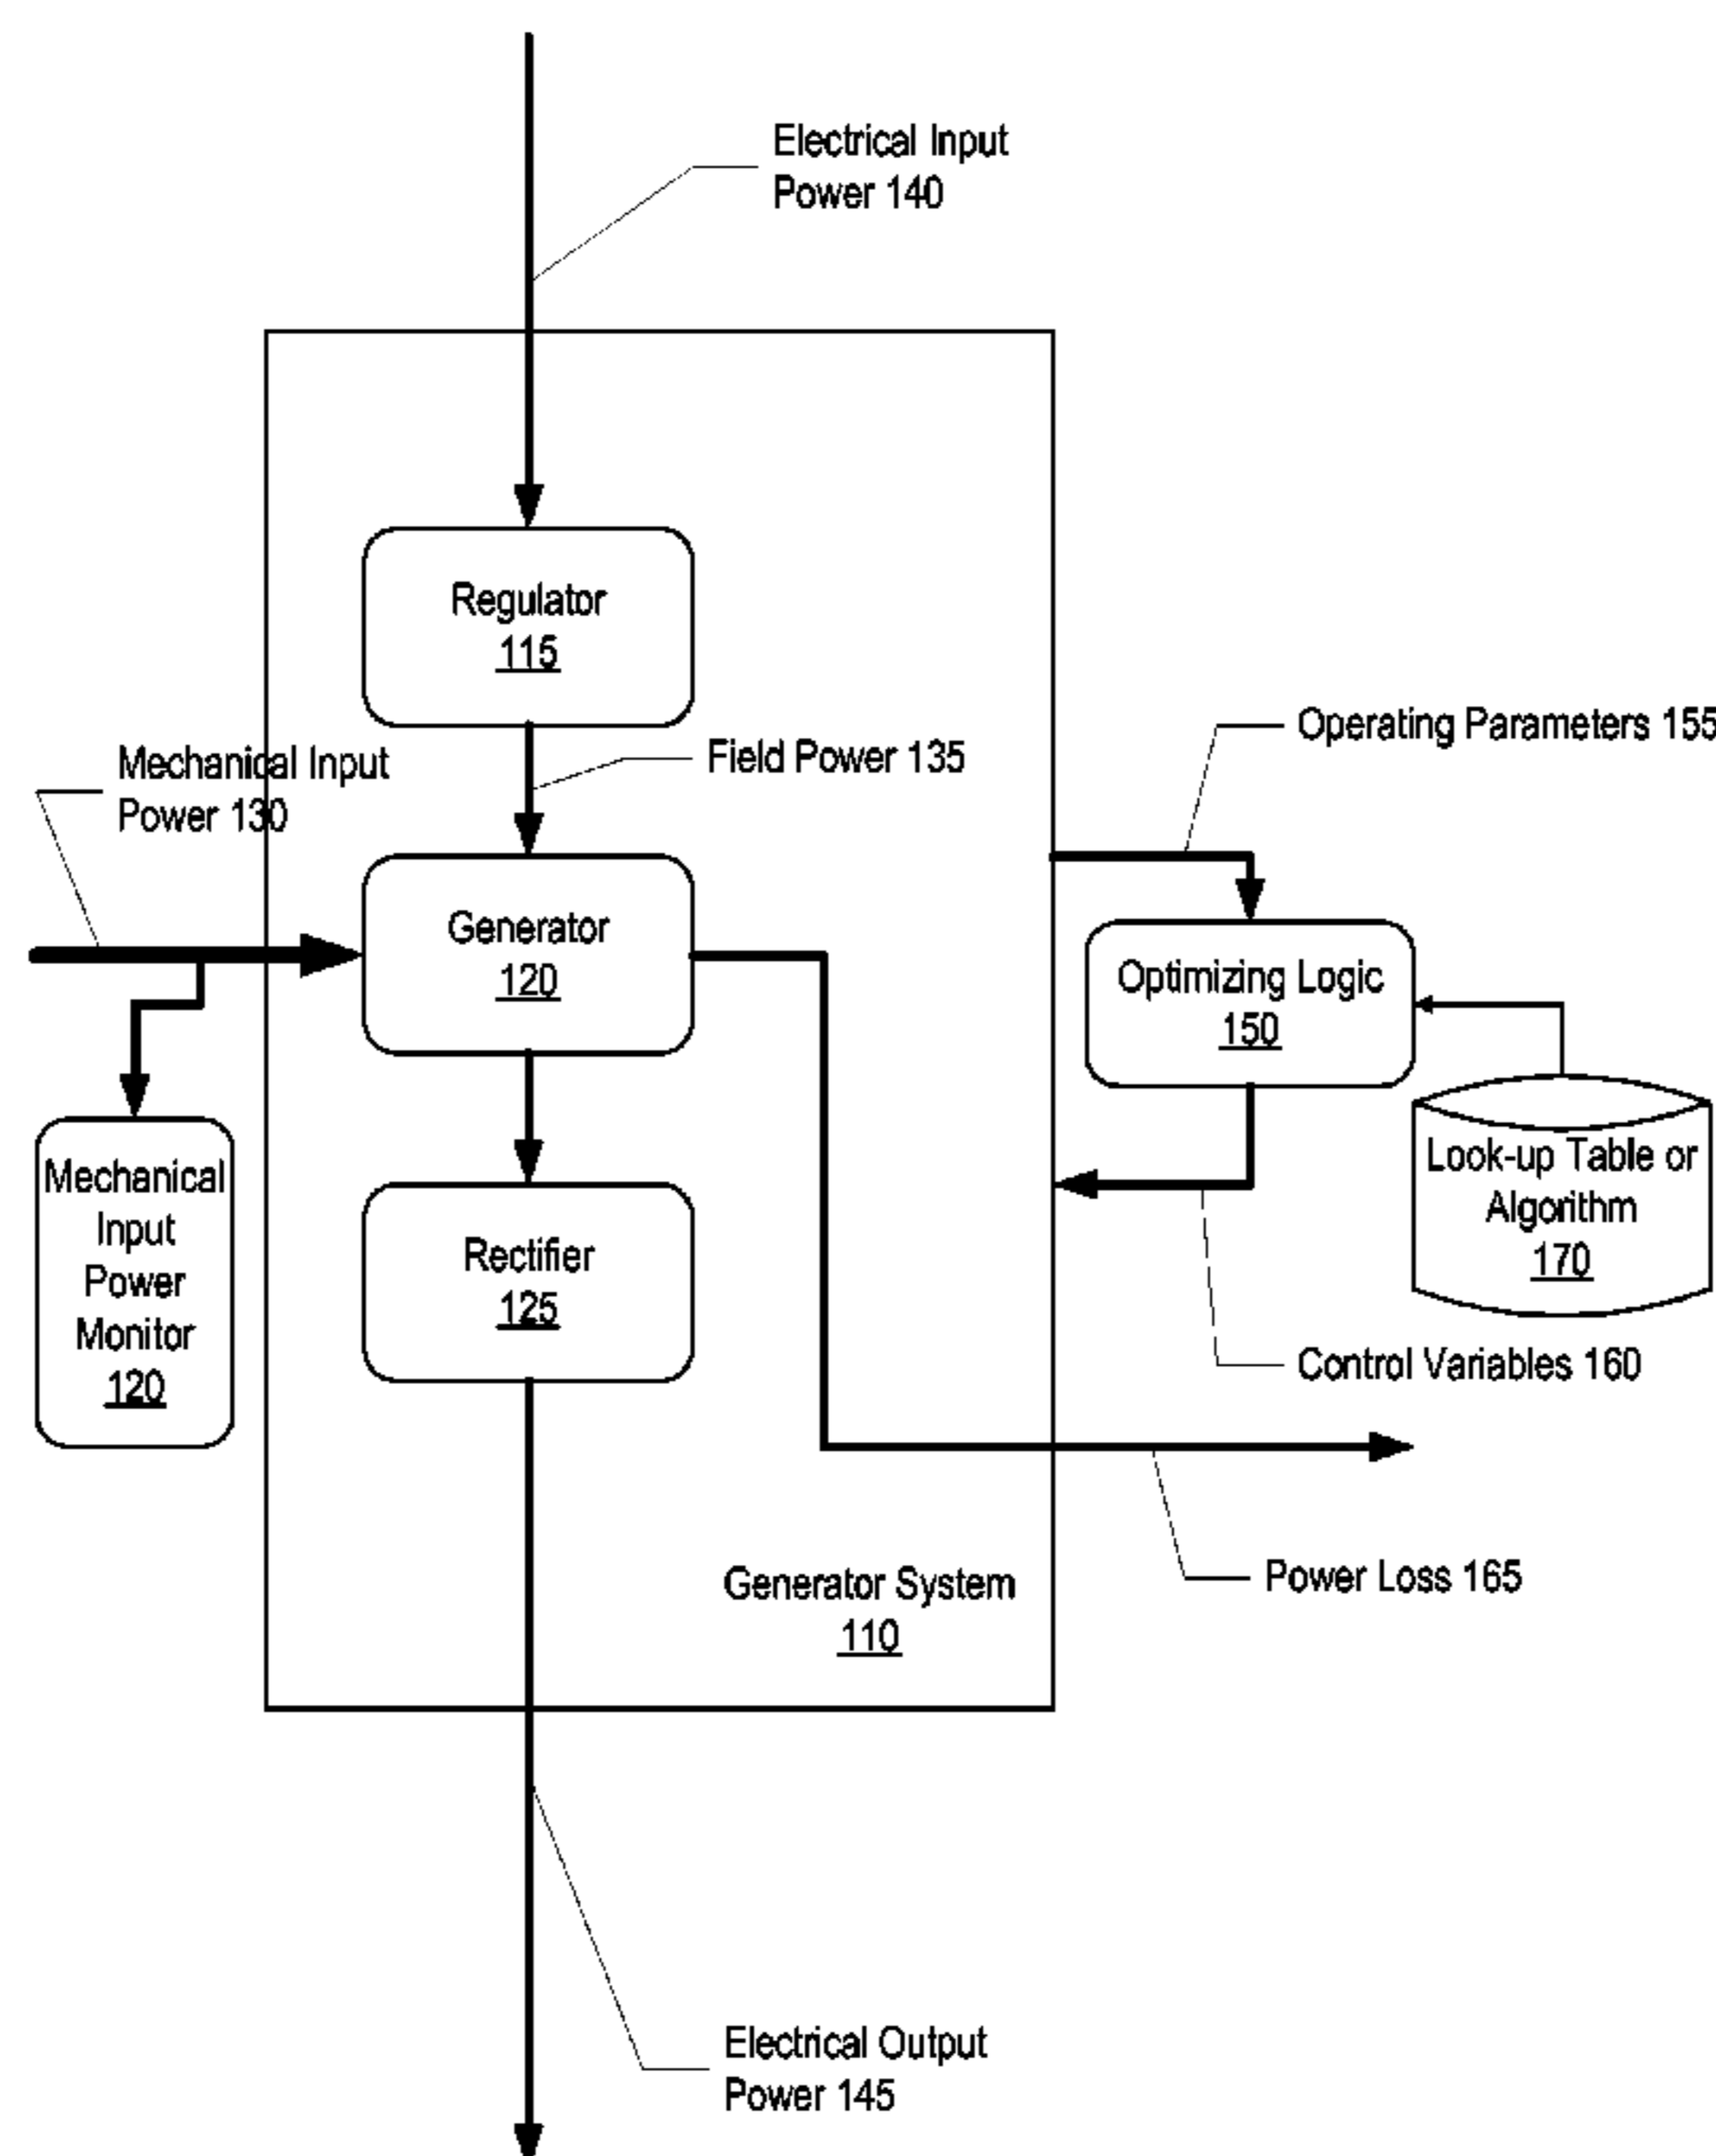 Electrical Input
Power 140
Regulator
115
Operating Parameters 155
Mechanical Input
Power 130
Field Power 135
Generator
120
Optimizing Logic
150
Mechanical
Input
Power
Monitor
120
Look-up Table or
Algorithm
170
Rectifier
125
Control Variables 160
Power Loss 165
Generator System
110
Electrical Output
Power 145